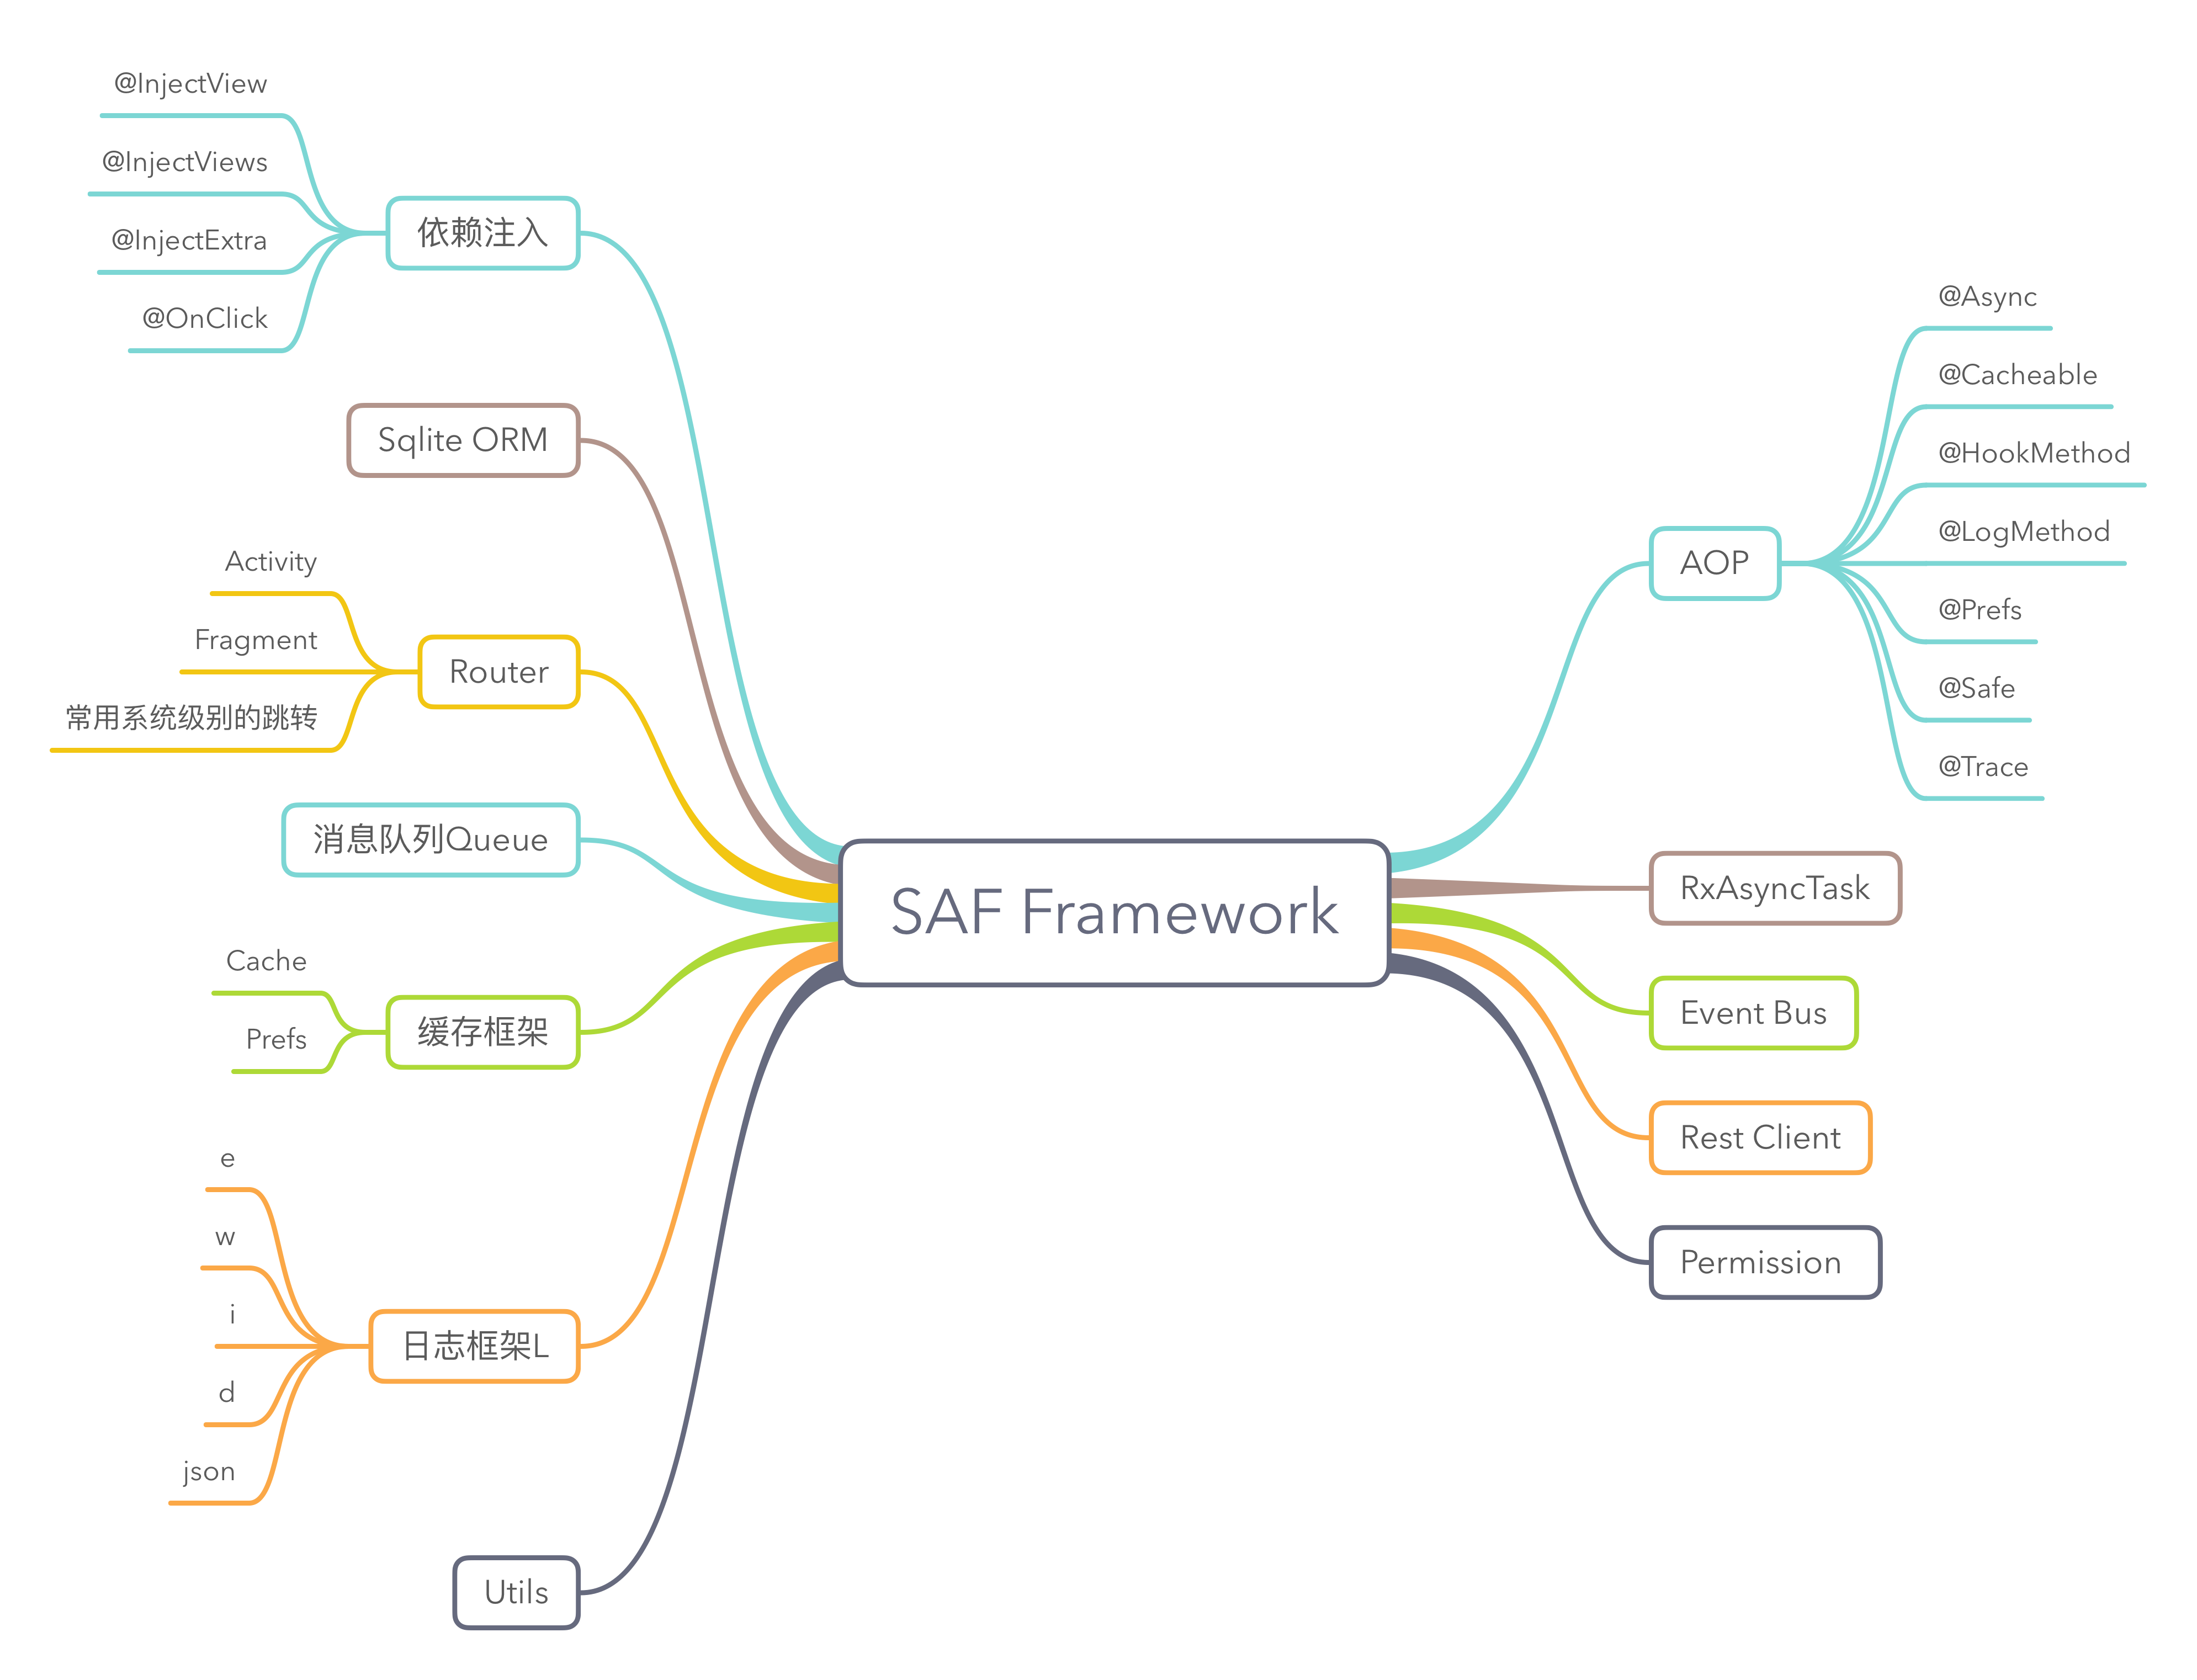 SAF Framework
AOP
@Async
@Cacheable
@HookMethod
@LogMethod
@Prefs
@Safe
@Trace
RxAsyncTask
Event Bus
Rest Client
Permission
依赖注入
@InjectView
@InjectViews
@InjectExtra
@OnClick
Sqlite ORM
Router
Activity
Fragment
常用系统级别的跳转
消息队列Queue
缓存框架
Cache
Prefs
日志框架L
e
w
i
d
json
Utils